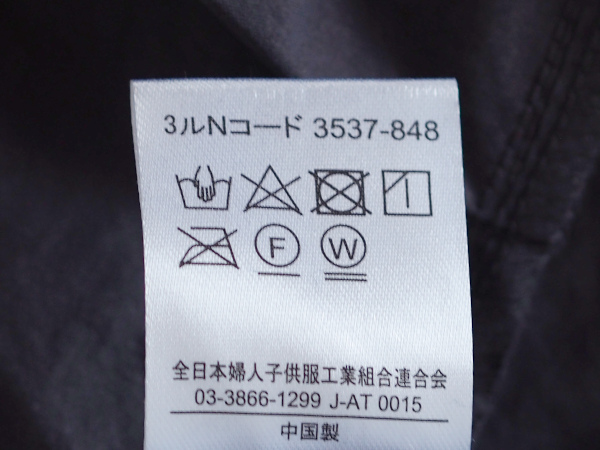 3ルNコード 3537-848
F W
全日本婦人子供服工業組合連合会
03-3866-1299 J-AT 0015
中国製